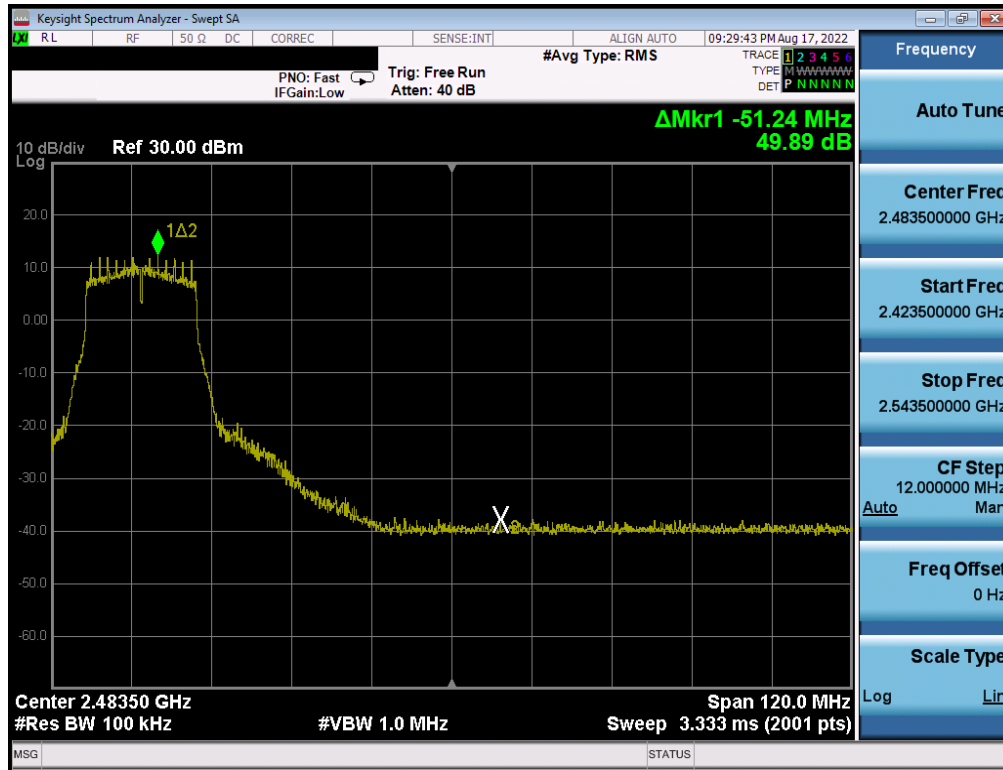 Keysight Spectrum Analyzer - Swept SA
LXI RL RF 50 Ω DC CORREC SENSE:INT ALIGN AUTO 09:29:43 PM Aug 17, 2022
#Avg Type: RMS
TRACE 1 2 3 4 5 6
PNO: Fast Trig: Free Run
TYPE M W W W W W
IFGain:Low Atten: 40 dB
DET P N N N N N
ΔMkr1 -51.24 MHz
49.89 dB
10 dB/div Ref 30.00 dBm
Log
1Δ2
20.0
10.0
0.00
-10.0
-20.0
-30.0
-40.0
-50.0
-60.0
X2
Center 2.48350 GHz Span 120.0 MHz
#Res BW 100 kHz #VBW 1.0 MHz Sweep 3.333 ms (2001 pts)
MSG STATUS
Frequency
Auto Tune
Center Freq
2.483500000 GHz
Start Freq
2.423500000 GHz
Stop Freq
2.543500000 GHz
CF Step
12.000000 MHz
Auto Man
Freq Offset
0 Hz
Scale Type
Log Lin